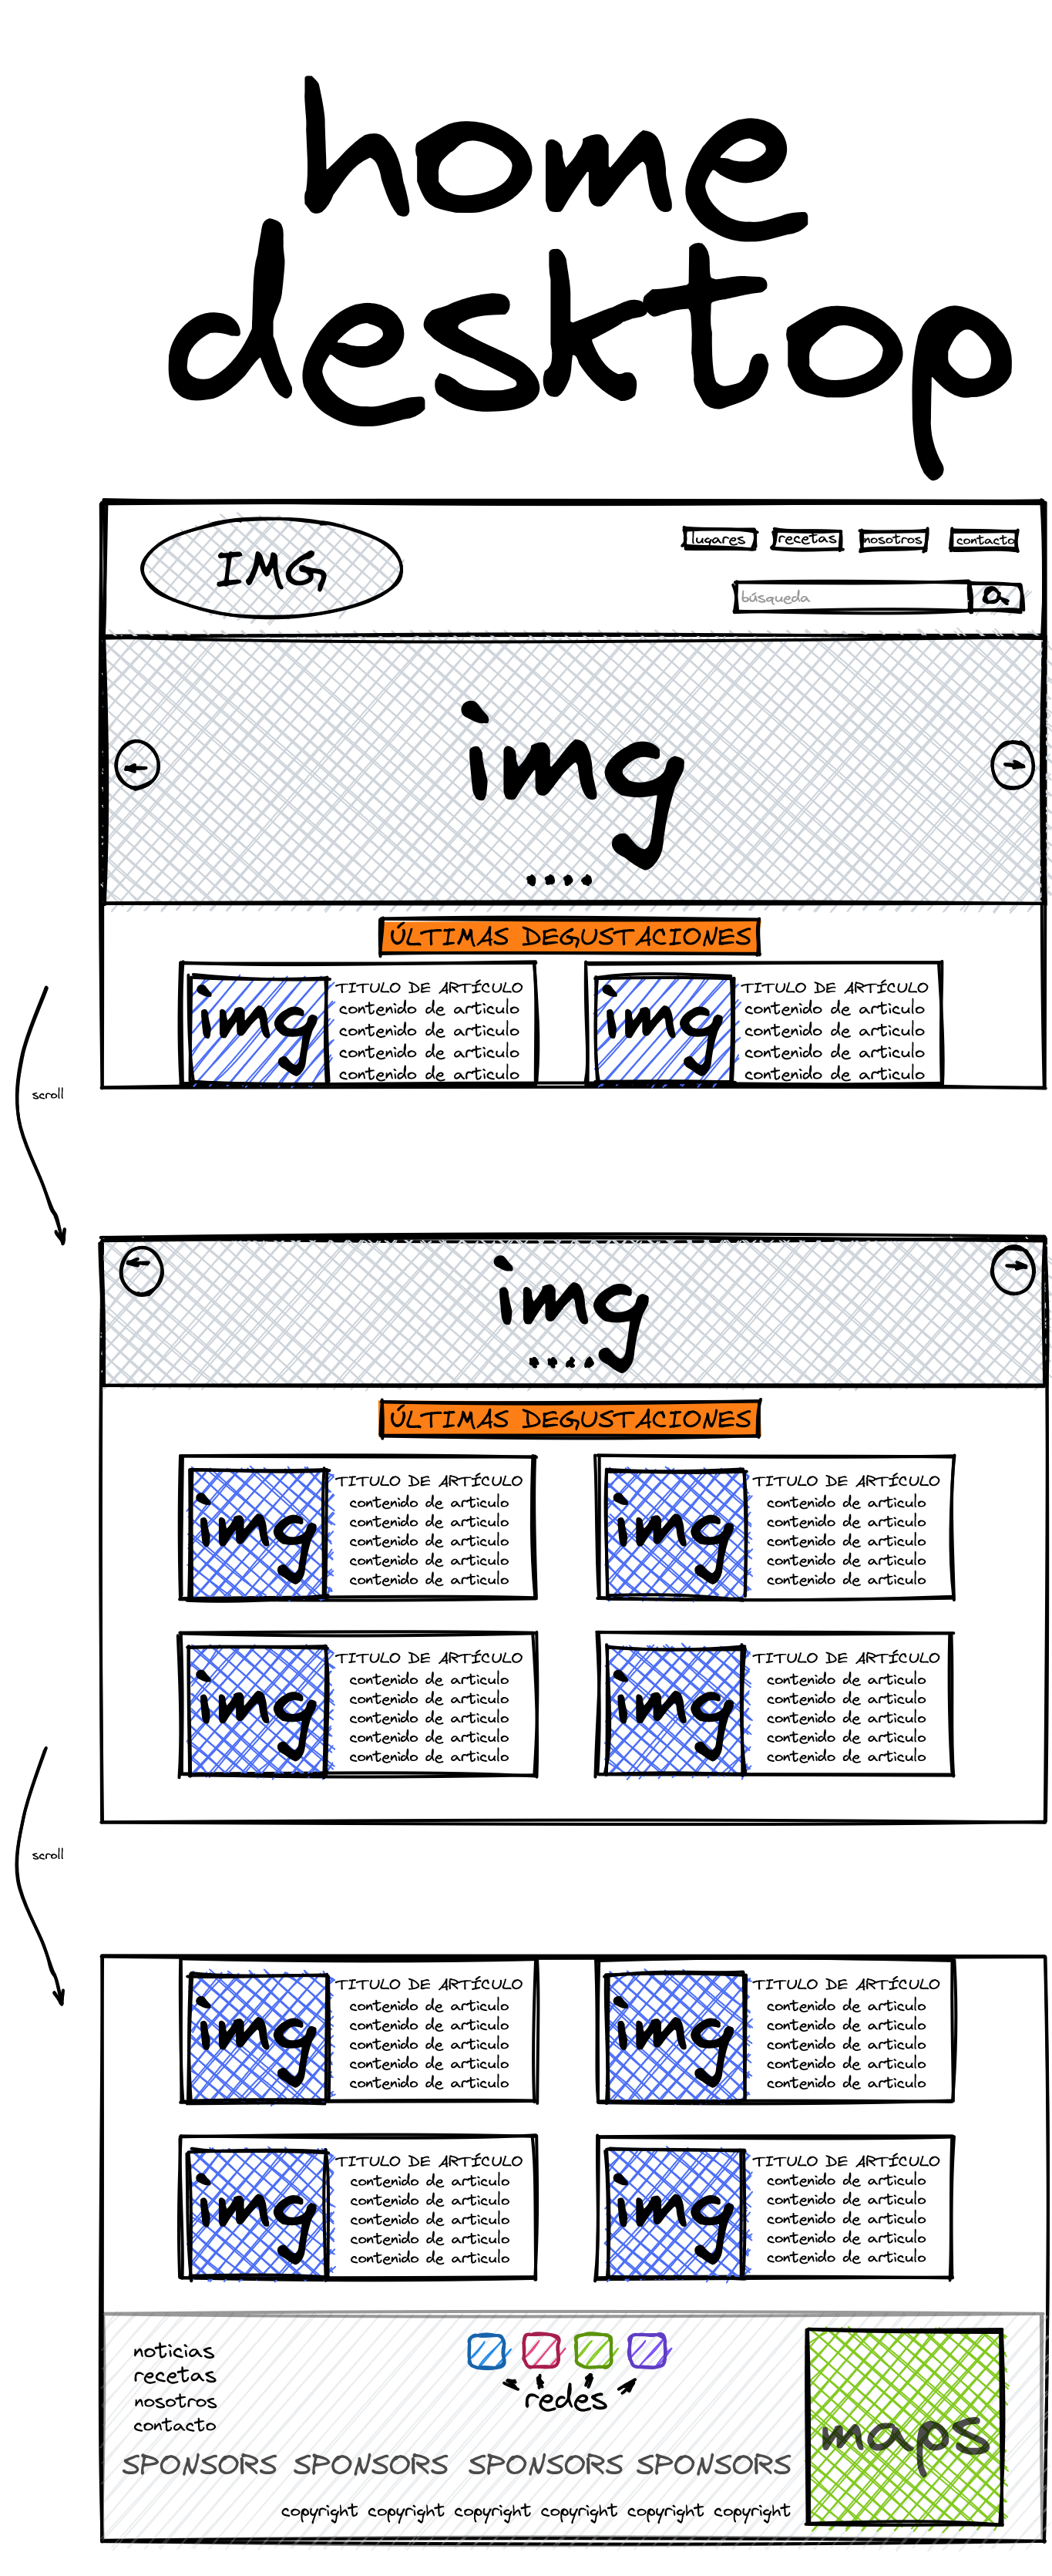 home
desktop
IMG
lugares recetas nosotros contacto
búsqueda
img
ÚLTIMAS DEGUSTACIONES
img
TITULO DE ARTÍCULO
contenido de articulo
contenido de articulo
contenido de articulo
contenido de articulo
img
TITULO DE ARTÍCULO
contenido de articulo
contenido de articulo
contenido de articulo
contenido de articulo
scroll
img
ÚLTIMAS DEGUSTACIONES
img
TITULO DE ARTÍCULO
contenido de articulo
contenido de articulo
contenido de articulo
contenido de articulo
contenido de articulo
img
TITULO DE ARTÍCULO
contenido de articulo
contenido de articulo
contenido de articulo
contenido de articulo
contenido de articulo
img
TITULO DE ARTÍCULO
contenido de articulo
contenido de articulo
contenido de articulo
contenido de articulo
contenido de articulo
img
TITULO DE ARTÍCULO
contenido de articulo
contenido de articulo
contenido de articulo
contenido de articulo
contenido de articulo
scroll
img
TITULO DE ARTÍCULO
contenido de articulo
contenido de articulo
contenido de articulo
contenido de articulo
contenido de articulo
img
TITULO DE ARTÍCULO
contenido de articulo
contenido de articulo
contenido de articulo
contenido de articulo
contenido de articulo
img
TITULO DE ARTÍCULO
contenido de articulo
contenido de articulo
contenido de articulo
contenido de articulo
contenido de articulo
img
TITULO DE ARTÍCULO
contenido de articulo
contenido de articulo
contenido de articulo
contenido de articulo
contenido de articulo
noticias
recetas
nosotros
contacto
redes
maps
SPONSORS SPONSORS SPONSORS SPONSORS
copyright copyright copyright copyright copyright copyright